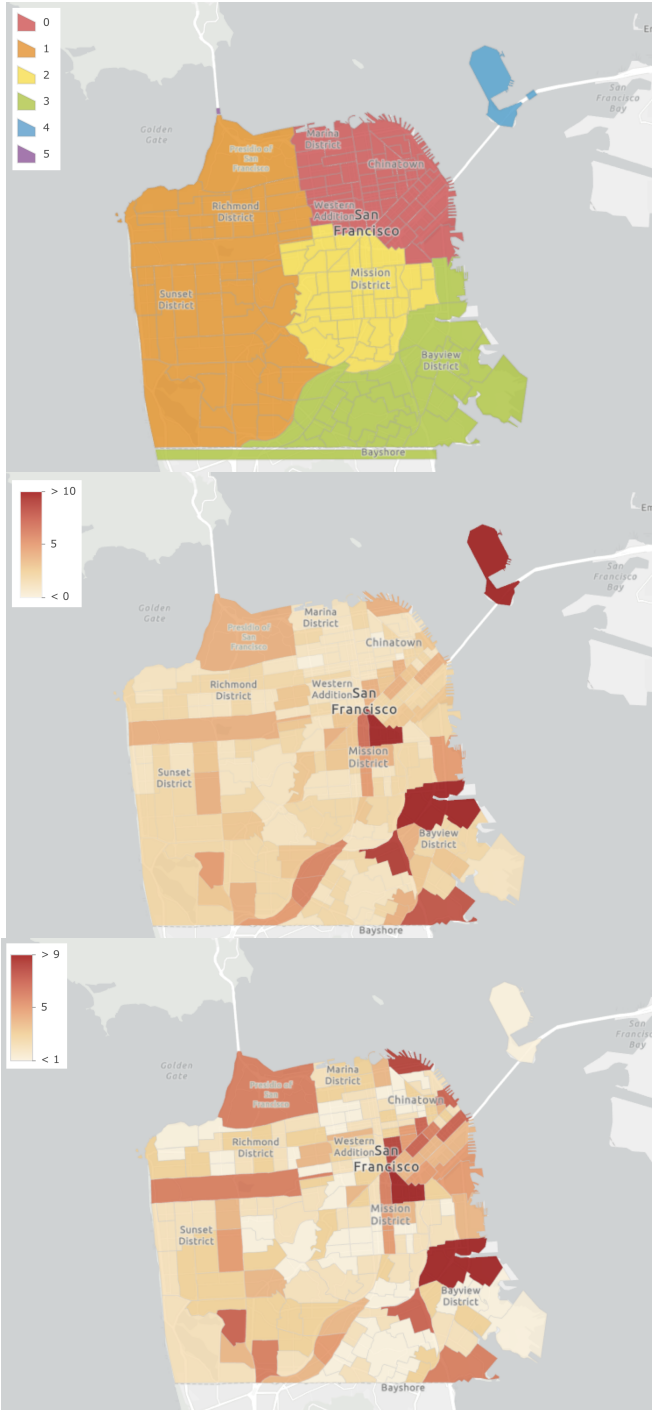 0
1
2
3
4
5
Golden
Gate
Presidio of
San
Francisco
Marina
District
Chinatown
Richmond
District
Western
Addition
San
Francisco
Sunset
District
Mission
District
Bayview
District
Bayshore
San
Francisco
Bay
> 10
5
< 0
Golden
Gate
Presidio of
San
Francisco
Marina
District
Chinatown
Richmond
District
Western
Addition
San
Francisco
Sunset
District
Mission
District
Bayview
District
Bayshore
San
Francisco
Bay
> 9
5
< 1
Golden
Gate
Presidio of
San
Francisco
Marina
District
Chinatown
Richmond
District
Western
Addition
San
Francisco
Sunset
District
Mission
District
Bayview
District
Bayshore
San